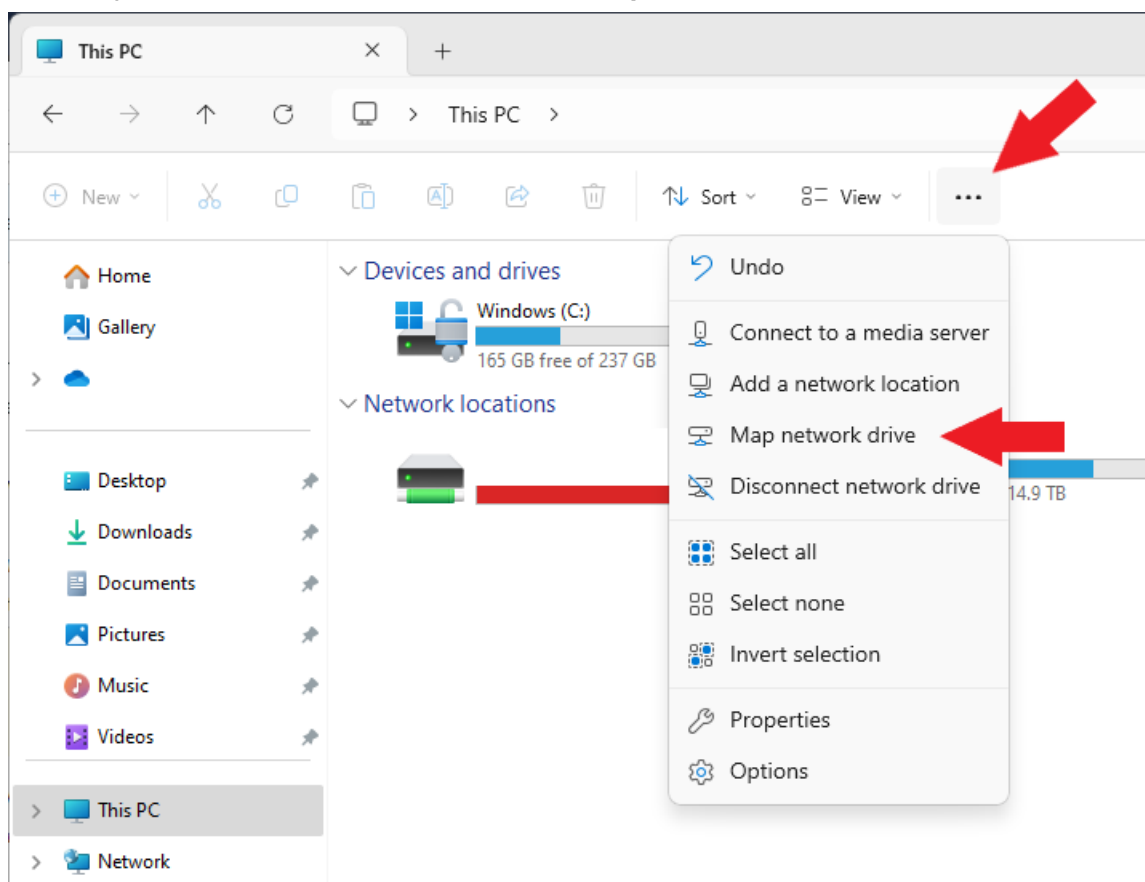 This PC
This PC
New
Sort
View
Home
Gallery
Desktop
Downloads
Documents
Pictures
Music
Videos
This PC
Network
Devices and drives
Windows (C:)
165 GB free of 237 GB
Network locations
14.9 TB
Undo
Connect to a media server
Add a network location
Map network drive
Disconnect network drive
Select all
Select none
Invert selection
Properties
Options